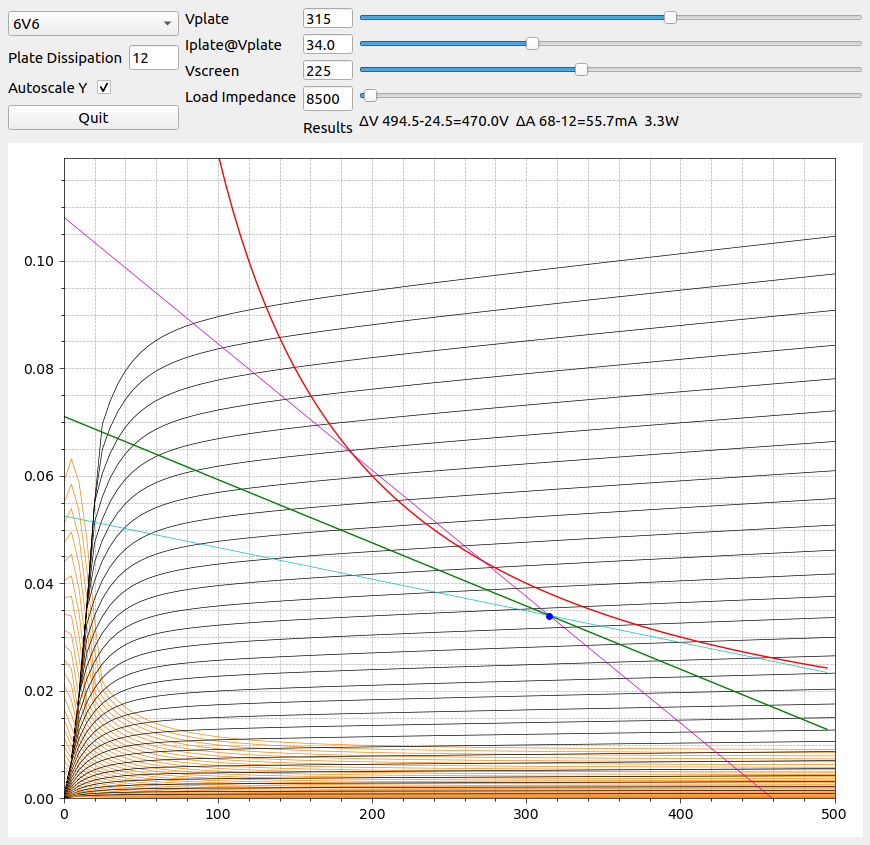 6V6
Vplate 315
Plate Dissipation 12
Iplate@Vplate 34.0
Vscreen 225
Autoscale Y
Load Impedance 8500
Quit
Results ΔV 494.5-24.5=470.0V ΔA 68-12=55.7mA 3.3W
0.10
0.08
0.06
0.04
0.02
0.00
0 100 200 300 400 500